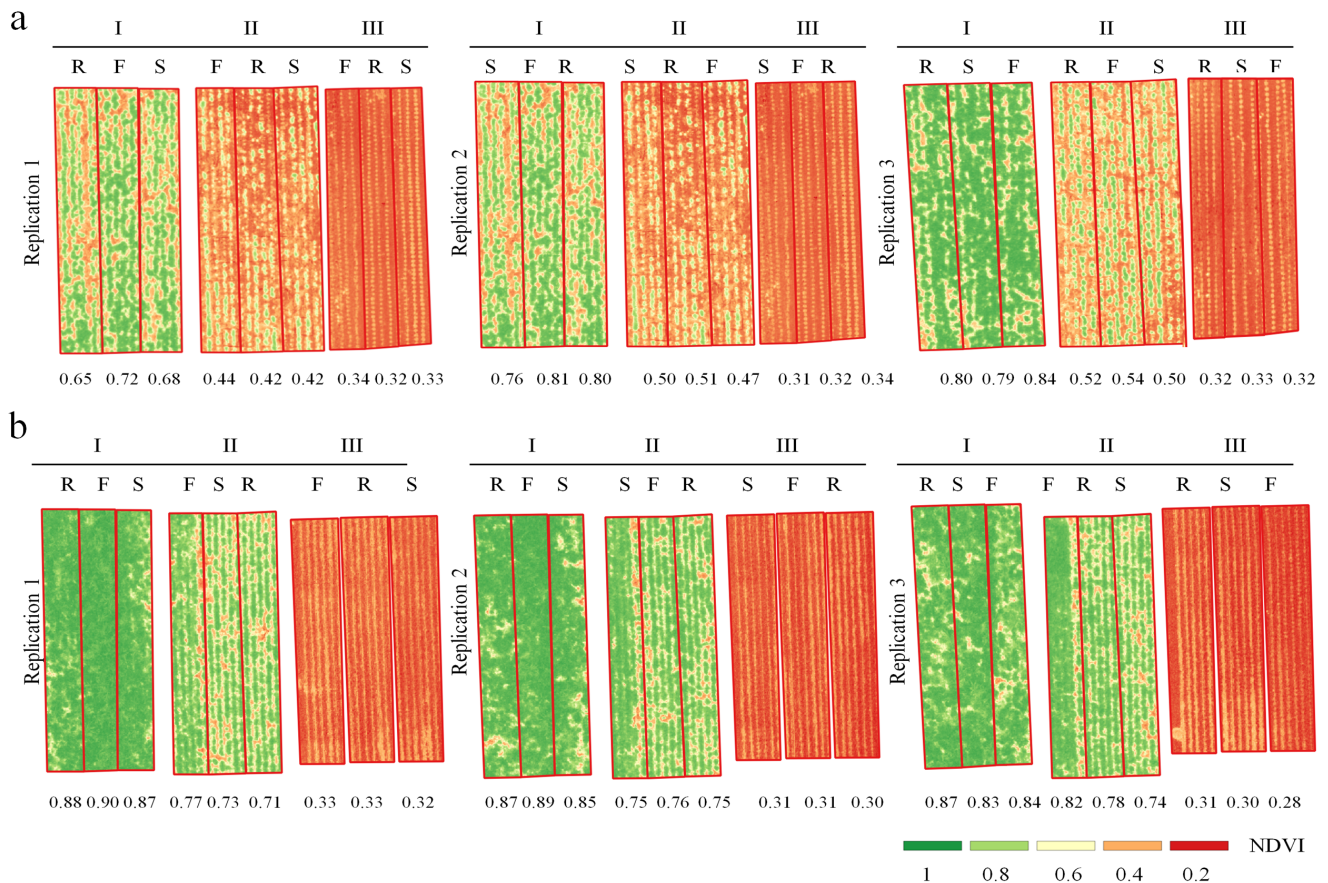 a
I II III I II III I II III
R F S F R S F R S S F R S R F S F R R S F R F S R S F
Replication 1
Replication 2
Replication 3
0.65 0.72 0.68 0.44 0.42 0.42 0.34 0.32 0.33 0.76 0.81 0.80 0.50 0.51 0.47 0.31 0.32 0.34 0.80 0.79 0.84 0.52 0.54 0.50 0.32 0.33 0.32
b
I II III I II III I II III
R F S F S R F R S R F S S F R S F R R S F F R S R S F
Replication 1
Replication 2
Replication 3
0.88 0.90 0.87 0.77 0.73 0.71 0.33 0.33 0.32 0.87 0.89 0.85 0.75 0.76 0.75 0.31 0.31 0.30 0.87 0.83 0.84 0.82 0.78 0.74 0.31 0.30 0.28
NDVI
1 0.8 0.6 0.4 0.2